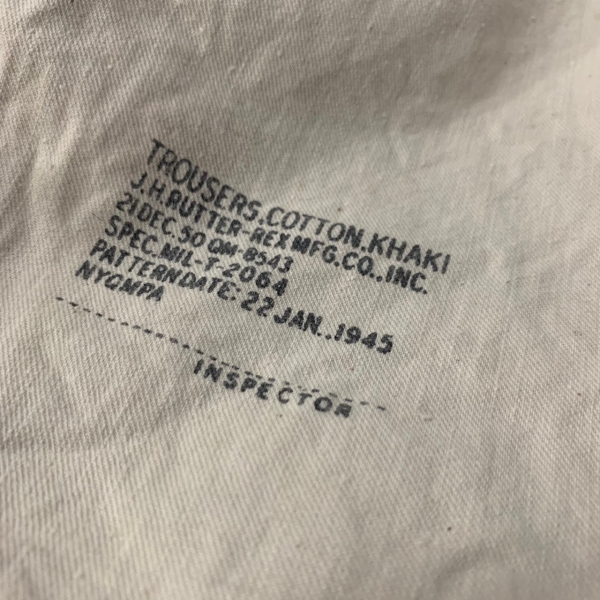 TROUSERS, COTTON, KHAKI
J.H. RUTTER-REX MFG. CO., INC.
21 DEC. 50 QM-8543
SPEC. MIL-T-2064
PATTERN DATE: 22 JAN., 1945
NYQMPA
INSPECTOR